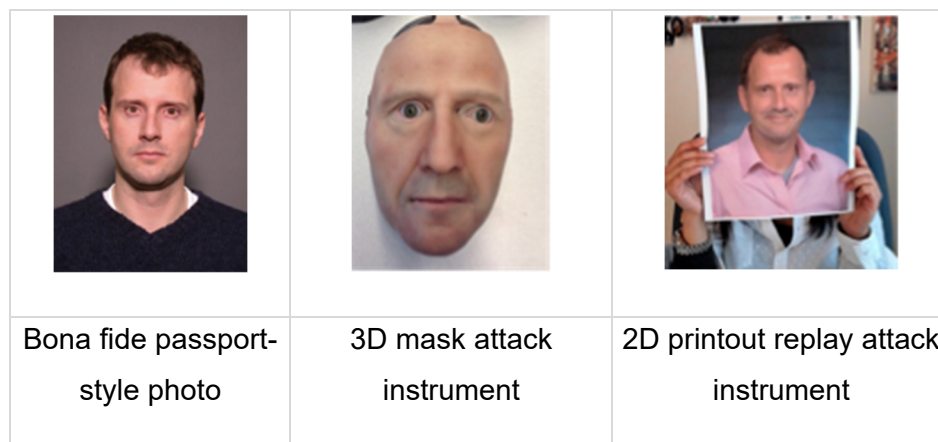 Bona fide passport-
style photo
3D mask attack
instrument
2D printout replay attack
instrument